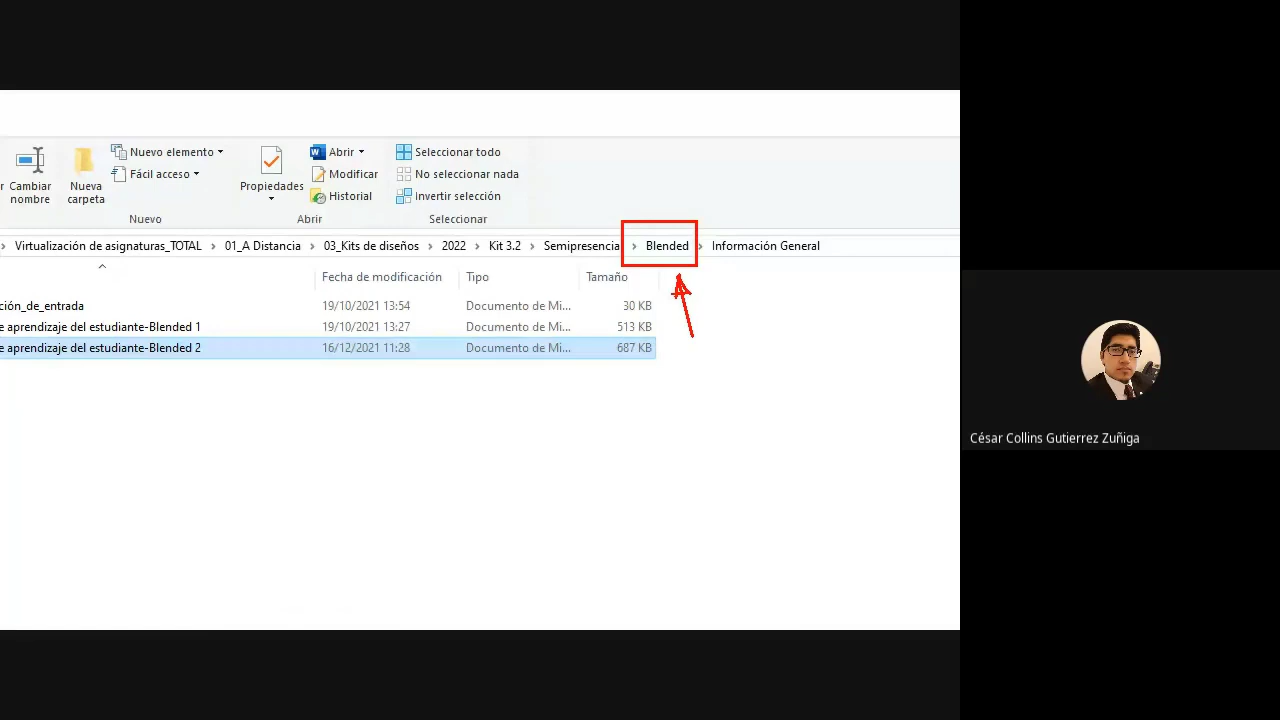 Nuevo elemento
Abrir
Seleccionar todo
Fácil acceso
Modificar
No seleccionar nada
Cambiar nombre
Nueva carpeta
Propiedades
Historial
Invertir selección
Nuevo
Abrir
Seleccionar
Virtualización de asignaturas_TOTAL > 01_A Distancia > 03_Kits de diseños > 2022 > Kit 3.2 > Semipresencia > Blended > Información General
Fecha de modificación Tipo Tamaño
ción_de_entrada 19/10/2021 13:54 Documento de Mi... 30 KB
e aprendizaje del estudiante-Blended 1 19/10/2021 13:27 Documento de Mi... 513 KB
e aprendizaje del estudiante-Blended 2 16/12/2021 11:28 Documento de Mi... 687 KB
César Collins Gutierrez Zuñiga